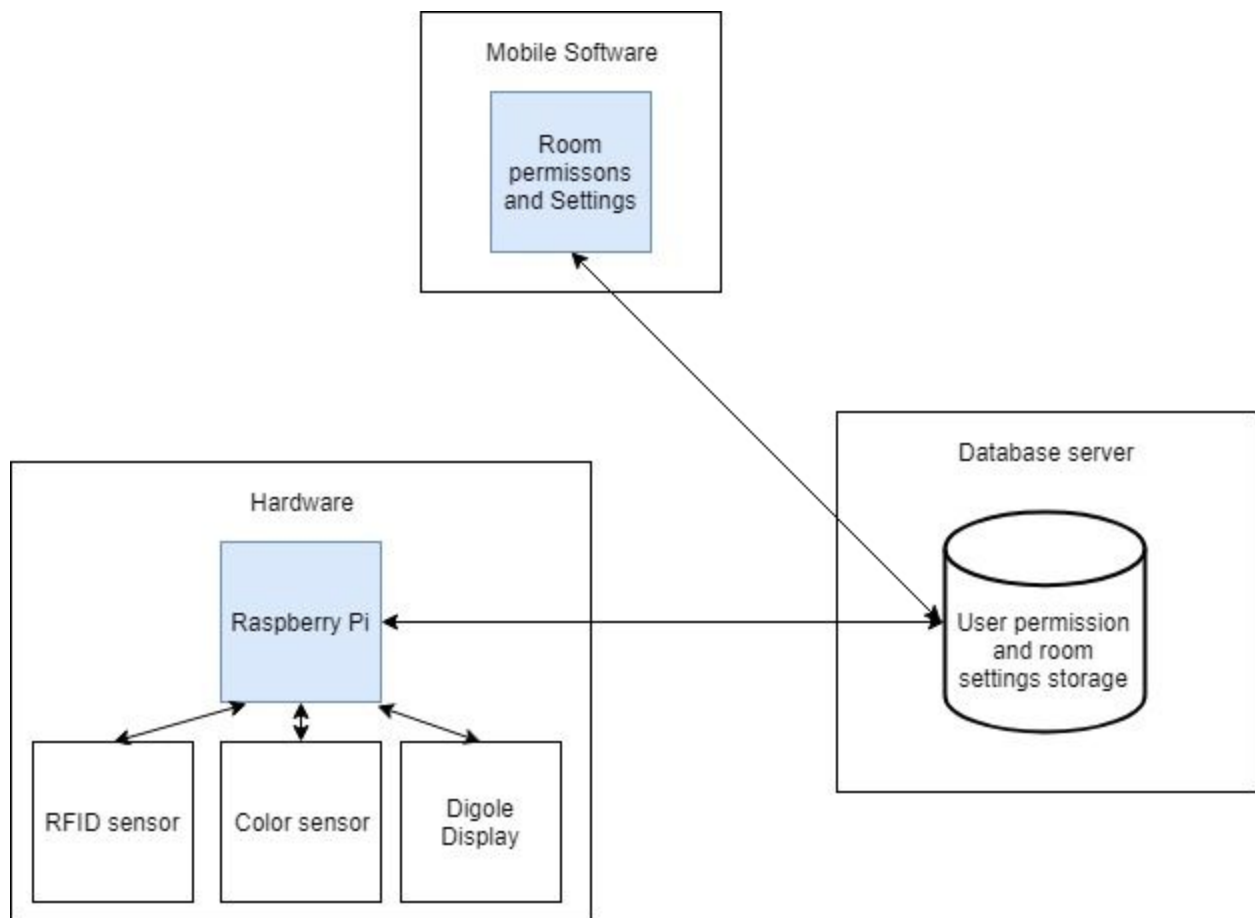 Mobile Software
Room
permissons
and Settings
Database server
User permission
and room
settings storage
Hardware
Raspberry Pi
RFID sensor
Color sensor
Digole
Display